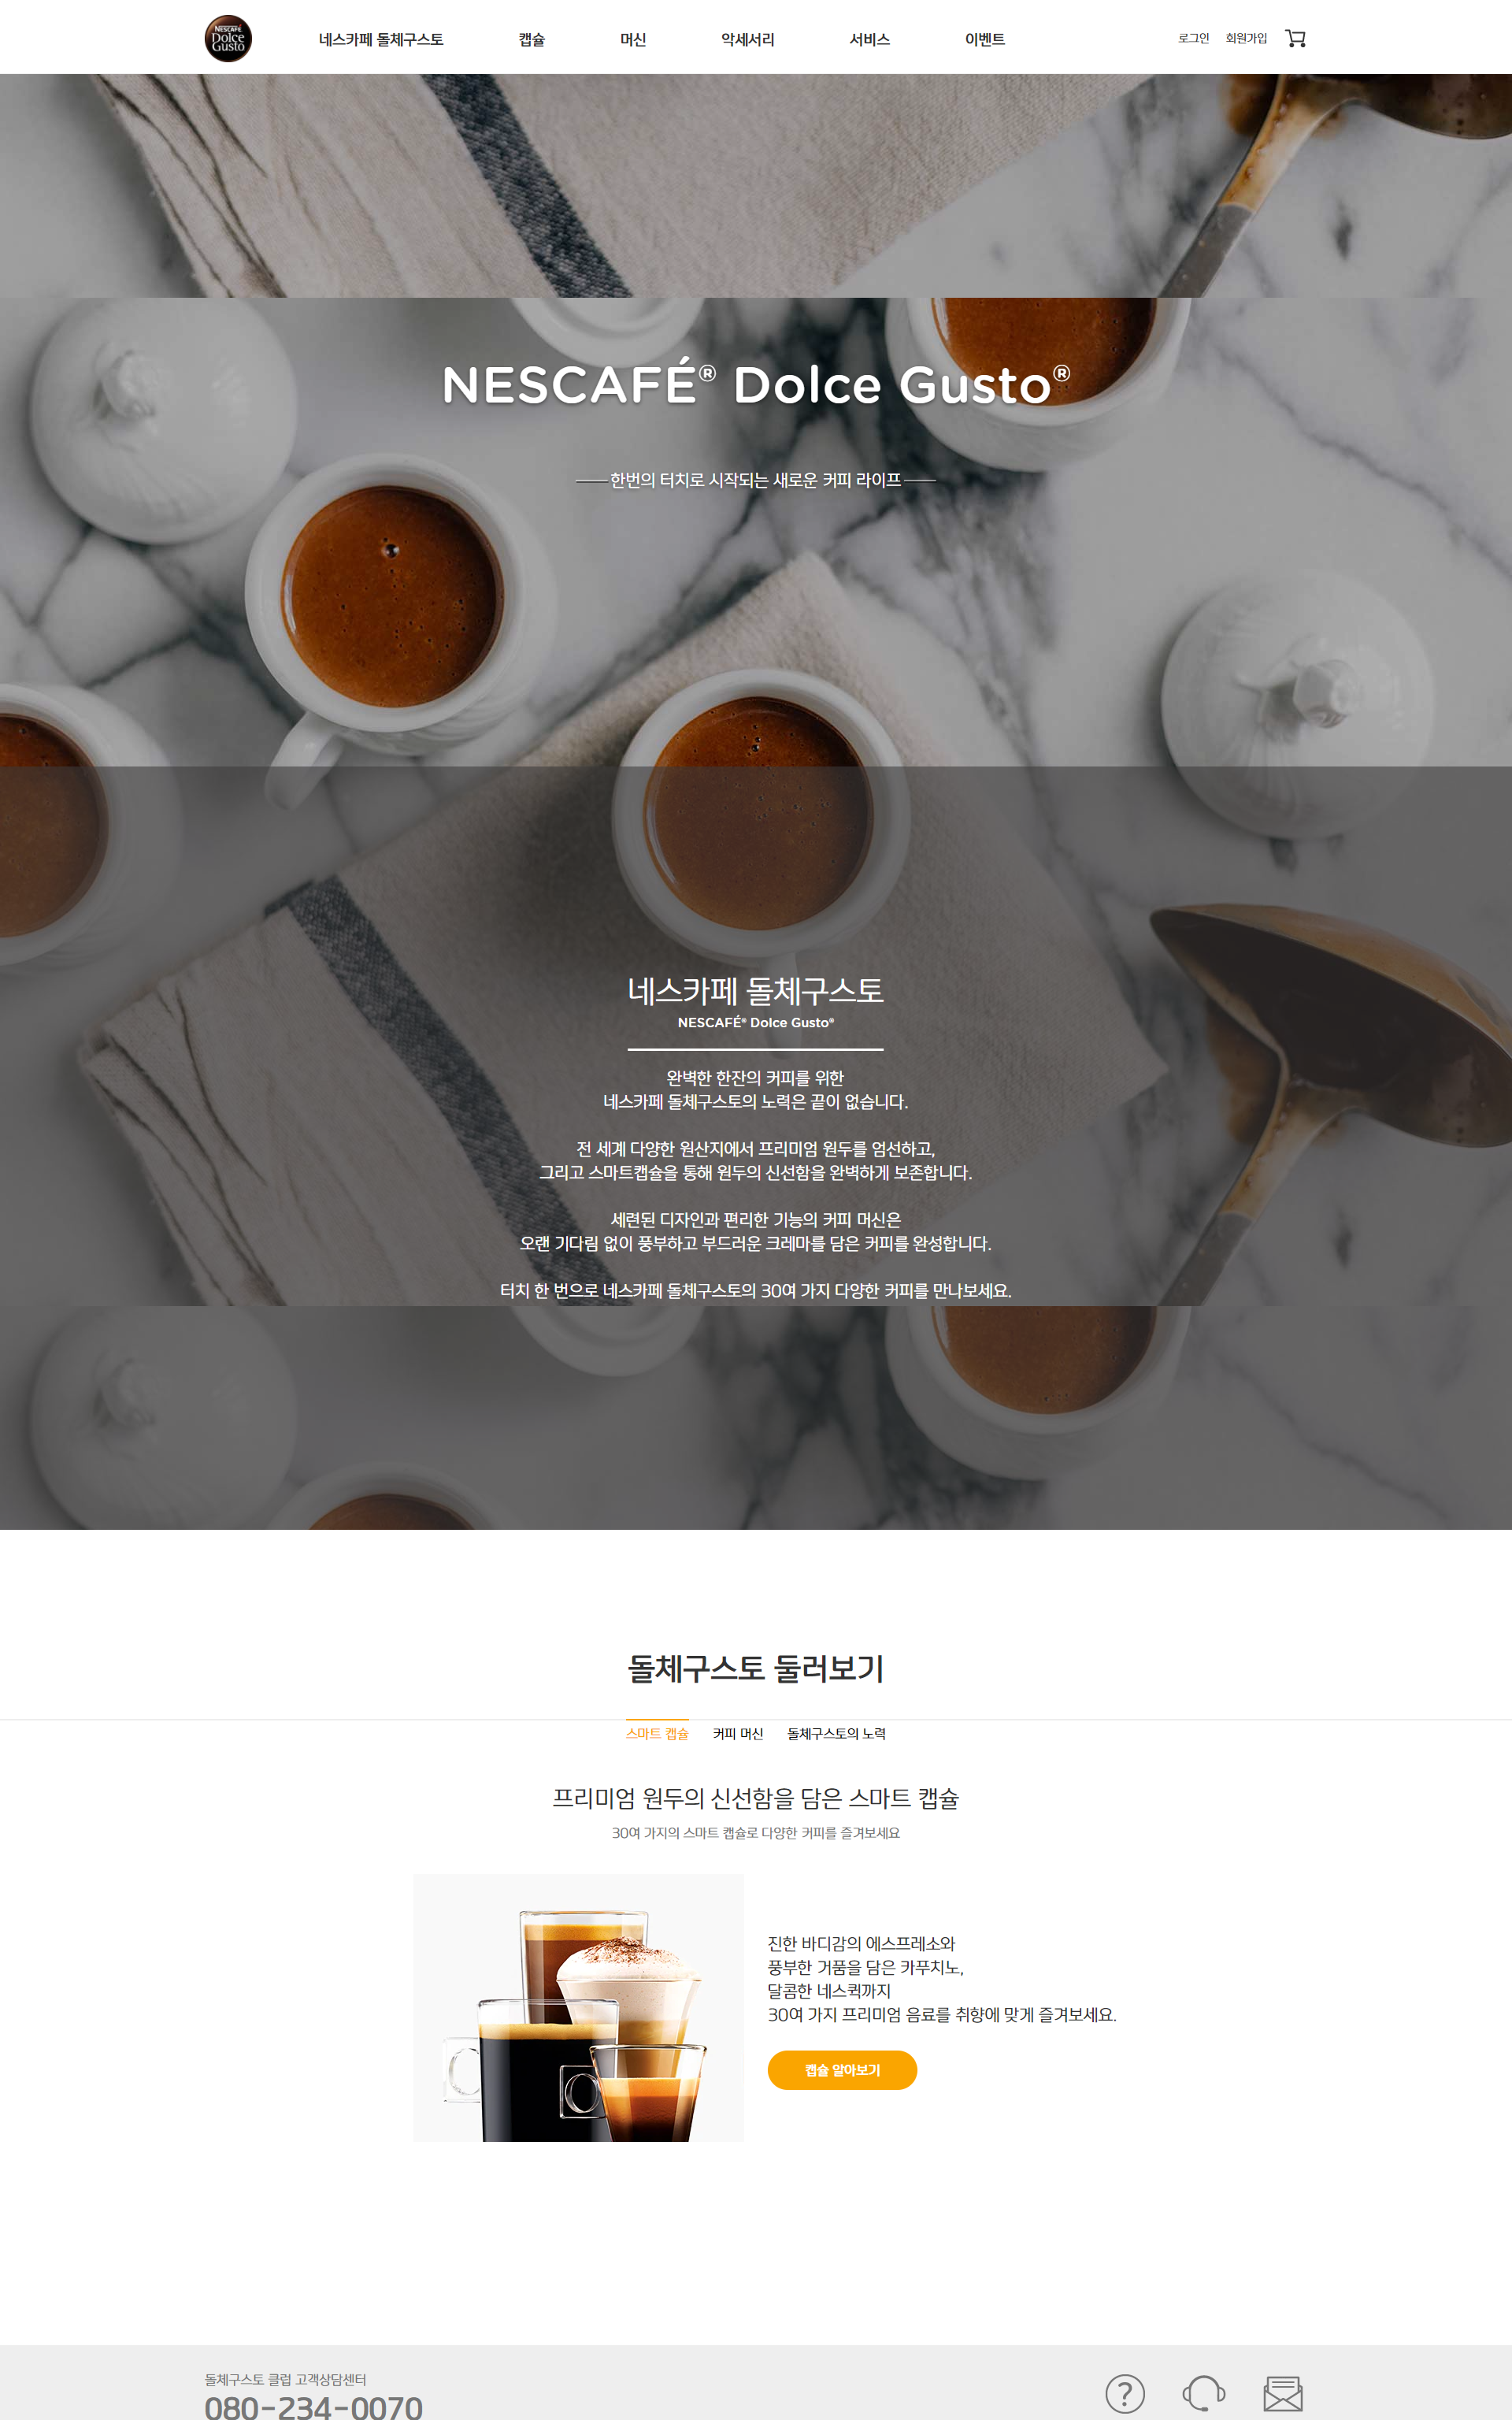 NESCAFÉ
Dolce
Gusto
네스카페 돌체구스토
캡슐
머신
악세서리
서비스
이벤트
로그인
회원가입
NESCAFÉ® Dolce Gusto®
한번의 터치로 시작되는 새로운 커피 라이프
네스카페 돌체구스토
NESCAFÉ® Dolce Gusto®
완벽한 한잔의 커피를 위한
네스카페 돌체구스토의 노력은 끝이 없습니다.
전 세계 다양한 원산지에서 프리미엄 원두를 엄선하고,
그리고 스마트캡슐을 통해 원두의 신선함을 완벽하게 보존합니다.
세련된 디자인과 편리한 기능의 커피 머신은
오랜 기다림 없이 풍부하고 부드러운 크레마를 담은 커피를 완성합니다.
터치 한 번으로 네스카페 돌체구스토의 30여 가지 다양한 커피를 만나보세요.
돌체구스토 둘러보기
스마트 캡슐
커피 머신
돌체구스토의 노력
프리미엄 원두의 신선함을 담은 스마트 캡슐
30여 가지의 스마트 캡슐로 다양한 커피를 즐겨보세요
진한 바디감의 에스프레소와
풍부한 거품을 담은 카푸치노,
달콤한 네스퀵까지
30여 가지 프리미엄 음료를 취향에 맞게 즐겨보세요.
캡슐 알아보기
돌체구스토 클럽 고객상담센터
080-234-0070